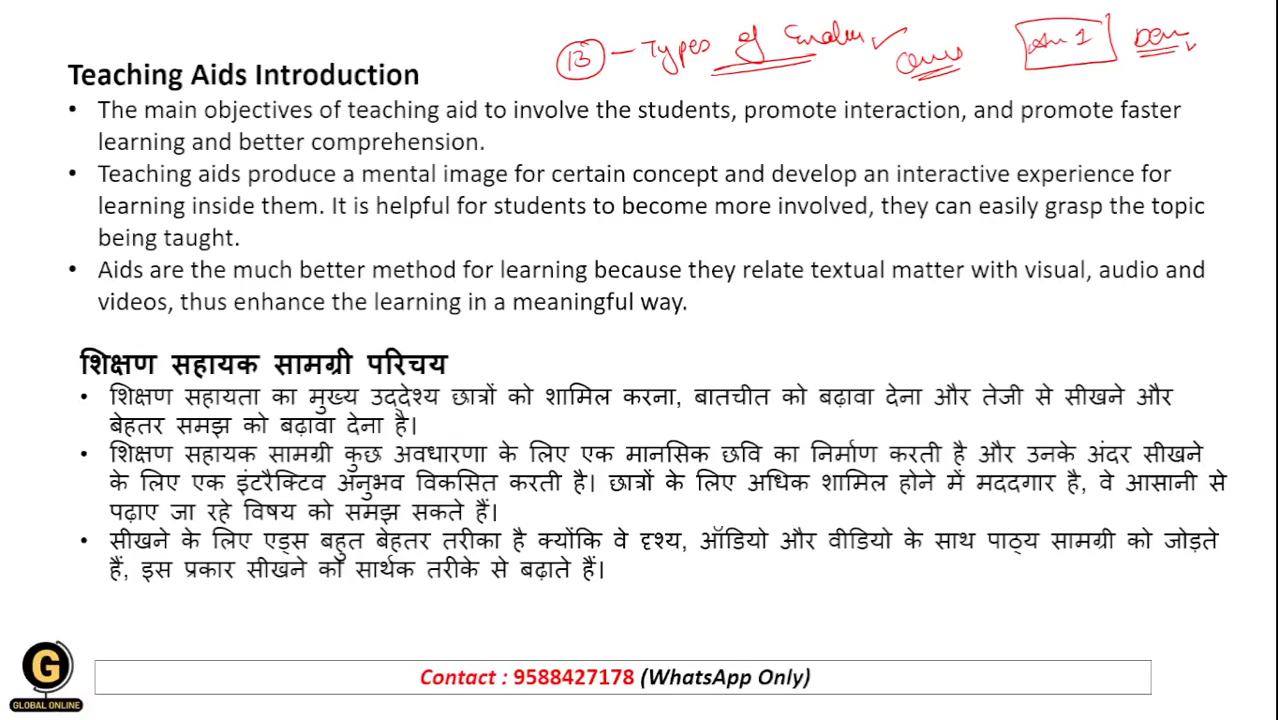 B - Types of
Teaching Aids Introduction
• The main objectives of teaching aid to involve the students, promote interaction, and promote faster
learning and better comprehension.
• Teaching aids produce a mental image for certain concept and develop an interactive experience for
learning inside them. It is helpful for students to become more involved, they can easily grasp the topic
being taught.
• Aids are the much better method for learning because they relate textual matter with visual, audio and
videos, thus enhance the learning in a meaningful way.
शिक्षण सहायक सामग्री परिचय
• शिक्षण सहायता का मुख्य उद्देश्य छात्रों को शामिल करना, बातचीत को बढ़ावा देना और तेजी से सीखने और
बेहतर समझ को बढ़ावा देना है।
• शिक्षण सहायक सामग्री कुछ अवधारणा के लिए एक मानसिक छवि का निर्माण करती है और उनके अंदर सीखने
के लिए एक इंटरैक्टिव अनुभव विकसित करती है। छात्रों के लिए अधिक शामिल होने में मददगार है, वे आसानी से
पढ़ाए जा रहे विषय को समझ सकते हैं।
• सीखने के लिए एड्स बहुत बेहतर तरीका है क्योंकि वे दृश्य, ऑडियो और वीडियो के साथ पाठ्य सामग्री को जोड़ते
हैं, इस प्रकार सीखने को सार्थक तरीके से बढ़ाते हैं।
G
GLOBAL ONLINE
Contact : 9588427178 (WhatsApp Only)